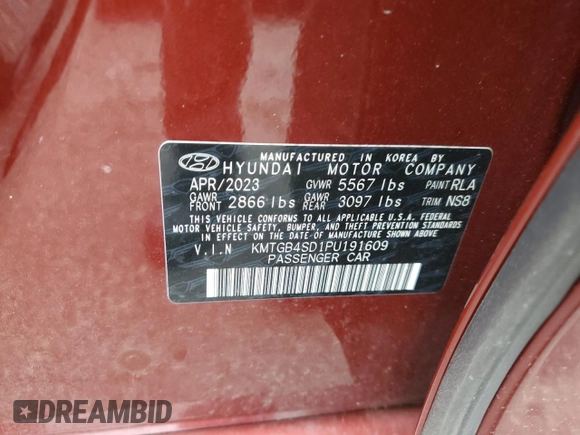 MANUFACTURED IN KOREA BY
HYUNDAI MOTOR COMPANY
APR/2023 GVWR 5567 lbs PAINT RLA
GAWR FRONT 2866 lbs GAWR REAR 3097 lbs TRIM NS8
THIS VEHICLE CONFORMS TO ALL APPLICABLE U.S.A. FEDERAL
MOTOR VEHICLE SAFETY, BUMPER, AND THEFT PREVENTION STANDARDS
IN EFFECT ON THE DATE OF MANUFACTURE SHOWN ABOVE.
V.I.N KMTGB4SD1PU191609
PASSENGER CAR
DREAMBID